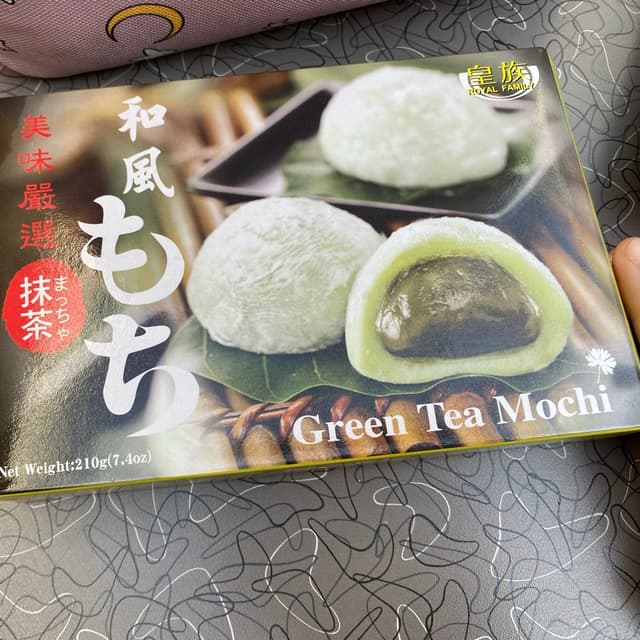 皇族
ROYAL FAMILY
美味嚴選
和風
もち
まっちゃ
抹茶
Green Tea Mochi
Net Weight:210g(7.4oz)